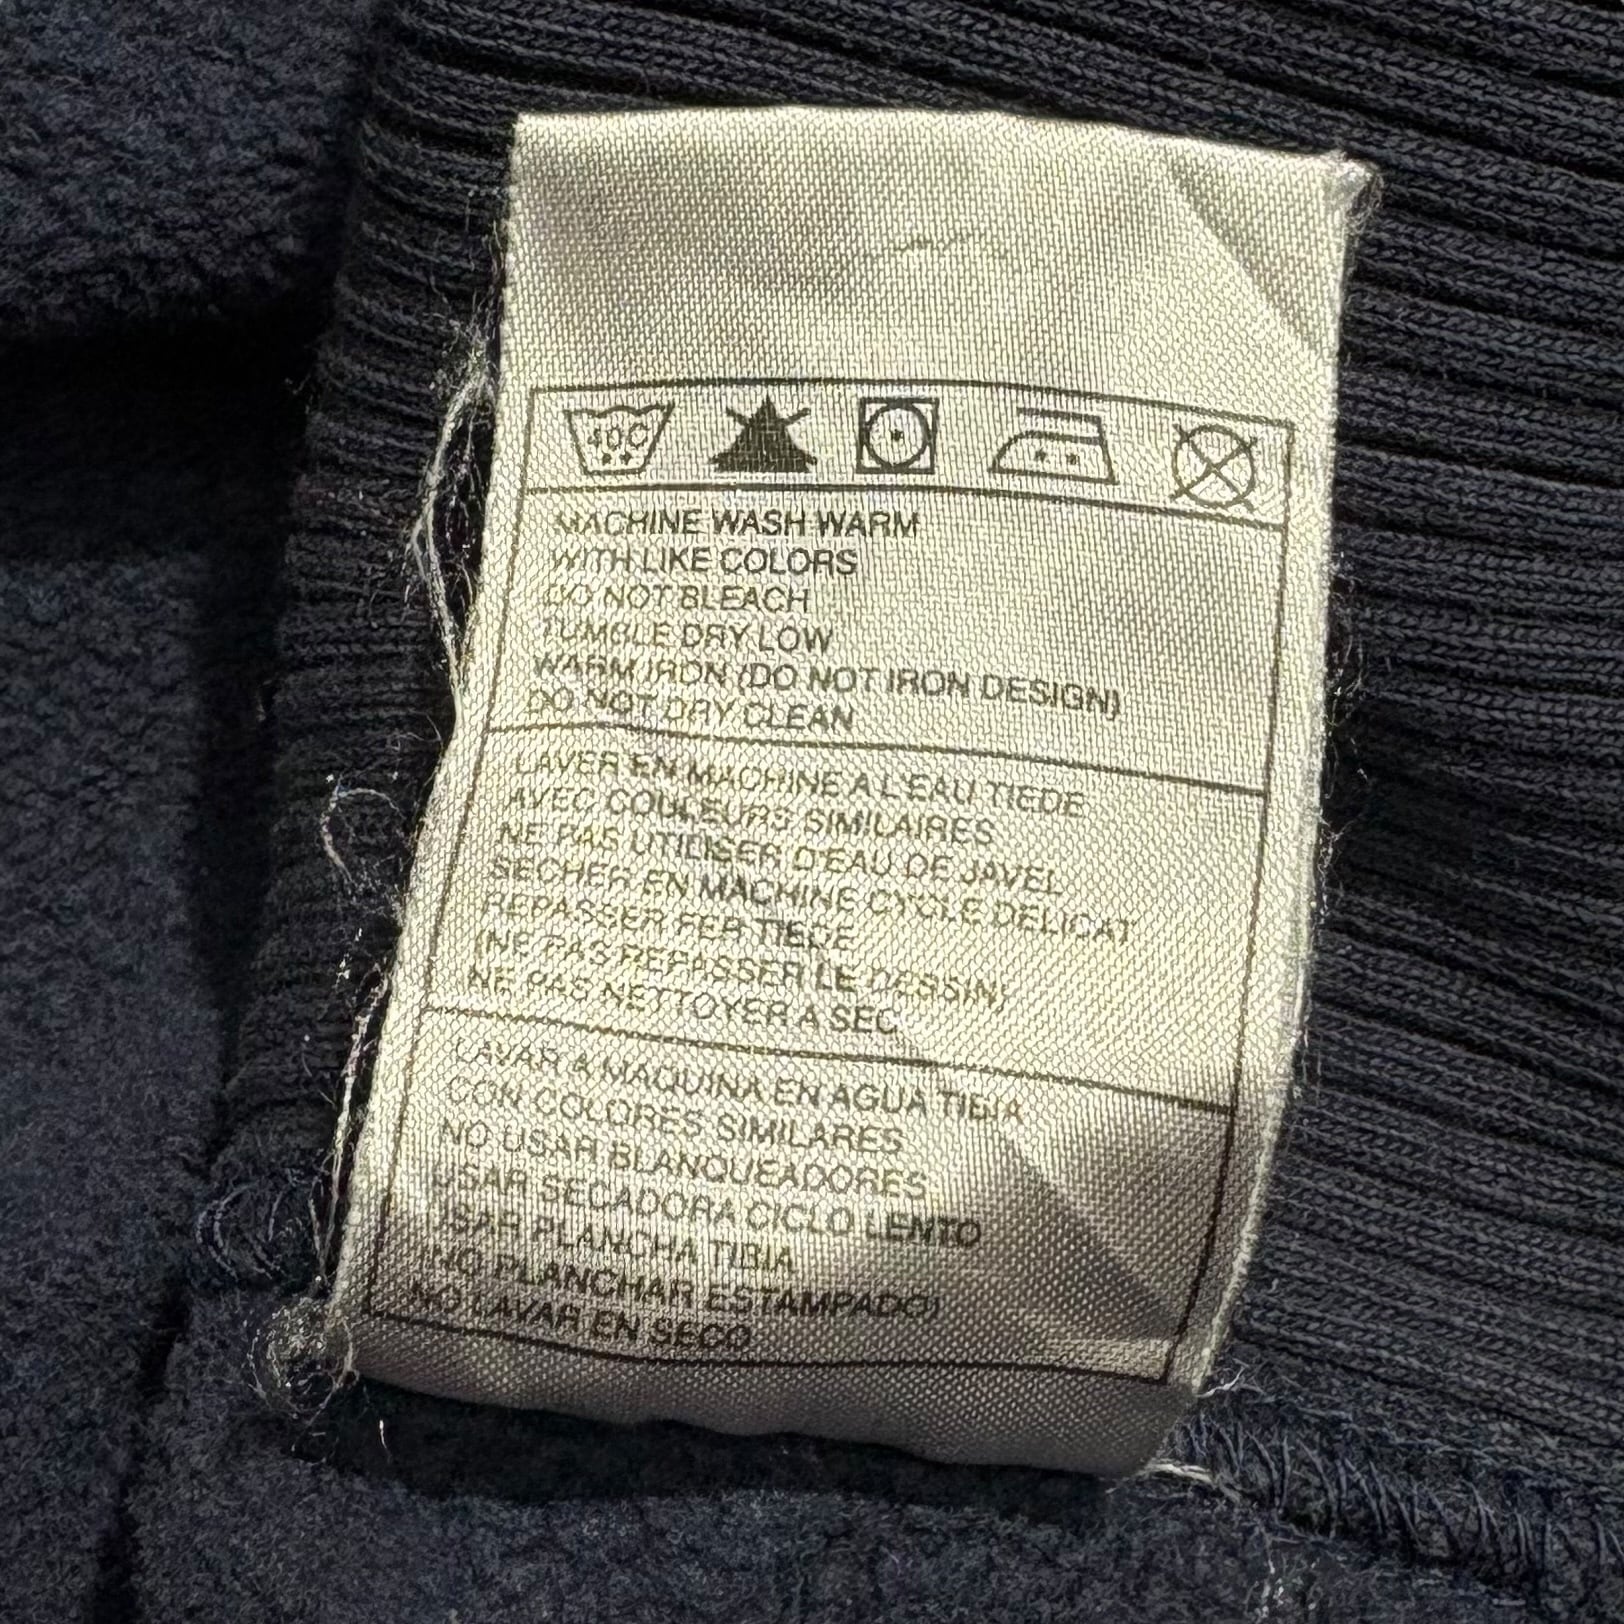 40C
MACHINE WASH WARM
WITH LIKE COLORS
DO NOT BLEACH
TUMBLE DRY LOW
WARM IRON (DO NOT IRON DESIGN)
DO NOT DRY CLEAN
LAVER EN MACHINE A L'EAU TIEDE
AVEC COULEURS SIMILAIRES
NE PAS UTILISER D'EAU DE JAVEL
SECHER EN MACHINE CYCLE DELICAT
REPASSER FER TIEDE
(NE PAS REPASSER LE DESSIN)
NE PAS NETTOYER A SEC
LAVAR A MAQUINA EN AGUA TIBIA
CON COLORES SIMILARES
NO USAR BLANQUEADORES
USAR SECADORA CICLO LENTO
USAR PLANCHA TIBIA
(NO PLANCHAR ESTAMPADO)
NO LAVAR EN SECO